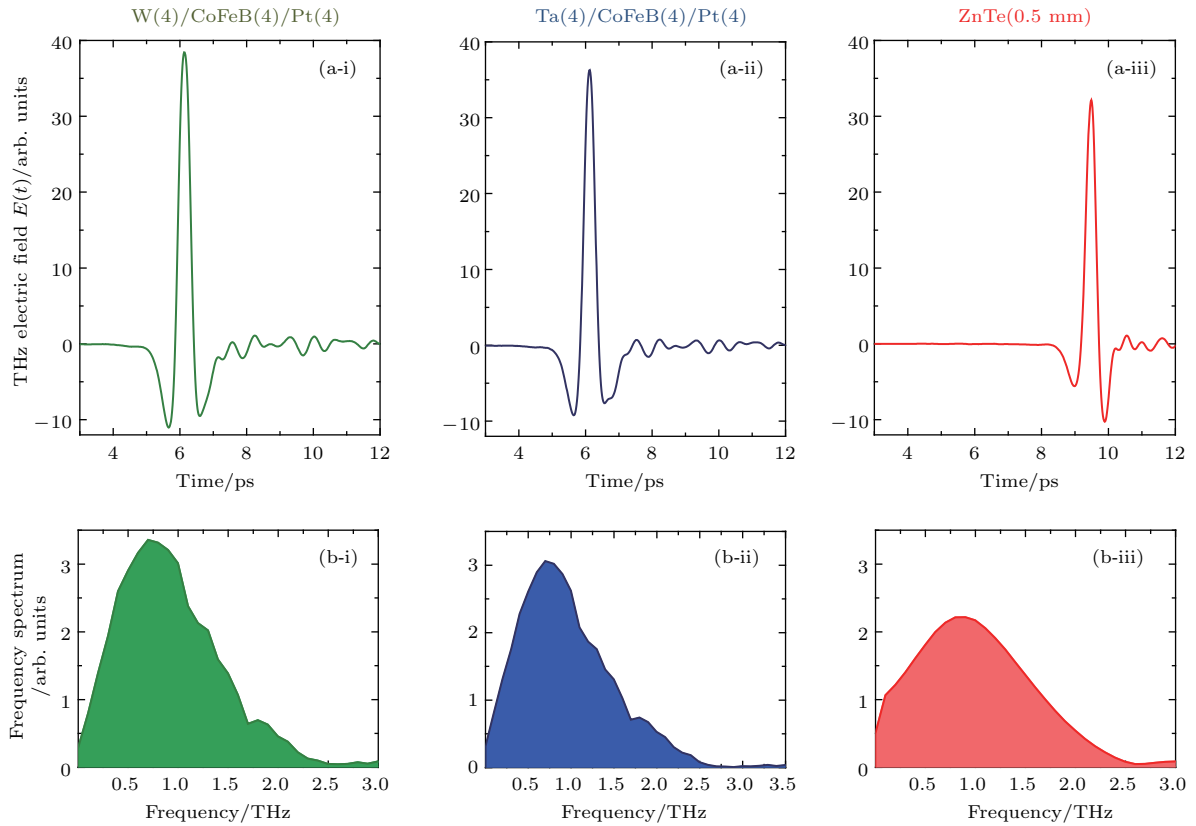 W(4)/CoFeB(4)/Pt(4)
Ta(4)/CoFeB(4)/Pt(4)
ZnTe(0.5 mm)
THz electric field E(t)/arb. units
40
30
20
10
0
−10
(a-i)
4 6 8 10 12
Time/ps
40
30
20
10
0
−10
(a-ii)
4 6 8 10 12
Time/ps
40
30
20
10
0
−10
(a-iii)
4 6 8 10 12
Time/ps
Frequency spectrum
/arb. units
3
2
1
0
(b-i)
0.5 1.0 1.5 2.0 2.5 3.0
Frequency/THz
3
2
1
0
(b-ii)
0.5 1.0 1.5 2.0 2.5 3.0 3.5
Frequency/THz
3
2
1
0
(b-iii)
0.5 1.0 1.5 2.0 2.5 3.0
Frequency/THz